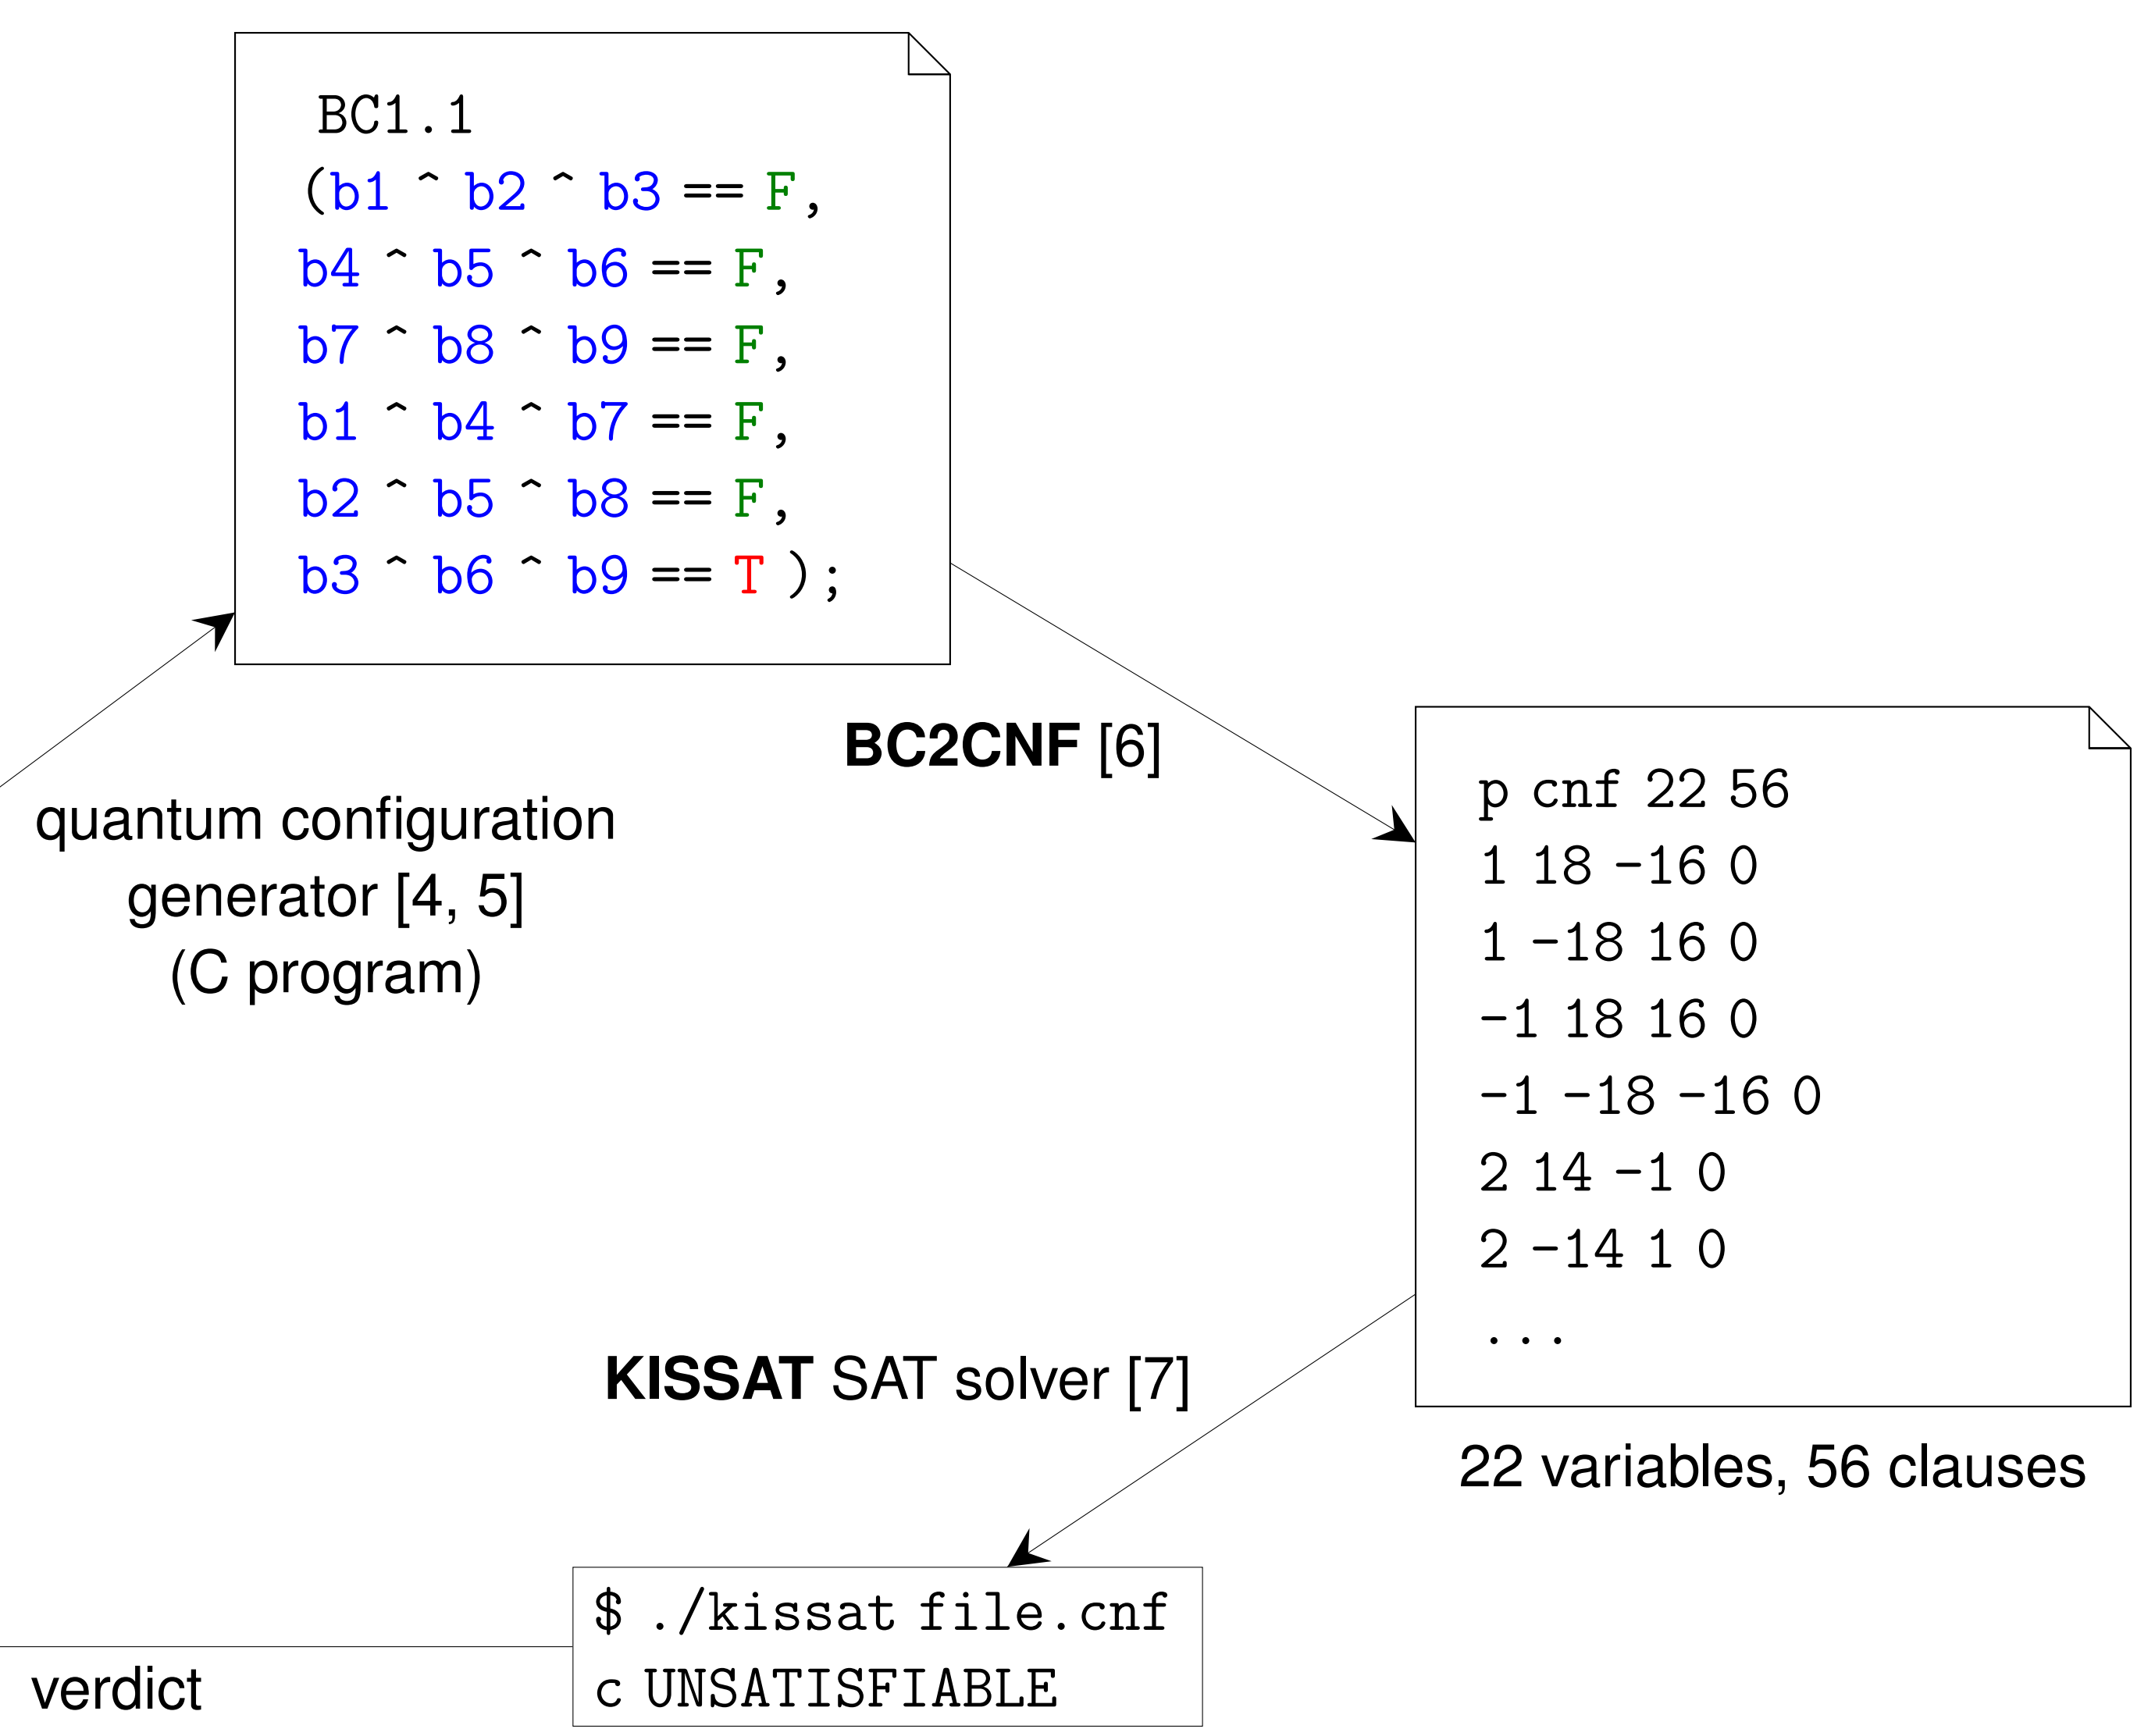 BC1.1
(b1 ^ b2 ^ b3 == F,
b4 ^ b5 ^ b6 == F,
b7 ^ b8 ^ b9 == F,
b1 ^ b4 ^ b7 == F,
b2 ^ b5 ^ b8 == F,
b3 ^ b6 ^ b9 == T );
BC2CNF [6]
quantum configuration
generator [4, 5]
(C program)
p cnf 22 56
1 18 -16 0
1 -18 16 0
-1 18 16 0
-1 -18 -16 0
2 14 -1 0
2 -14 1 0
...
22 variables, 56 clauses
KISSAT SAT solver [7]
$ ./kissat file.cnf
c UNSATISFIABLE
verdict